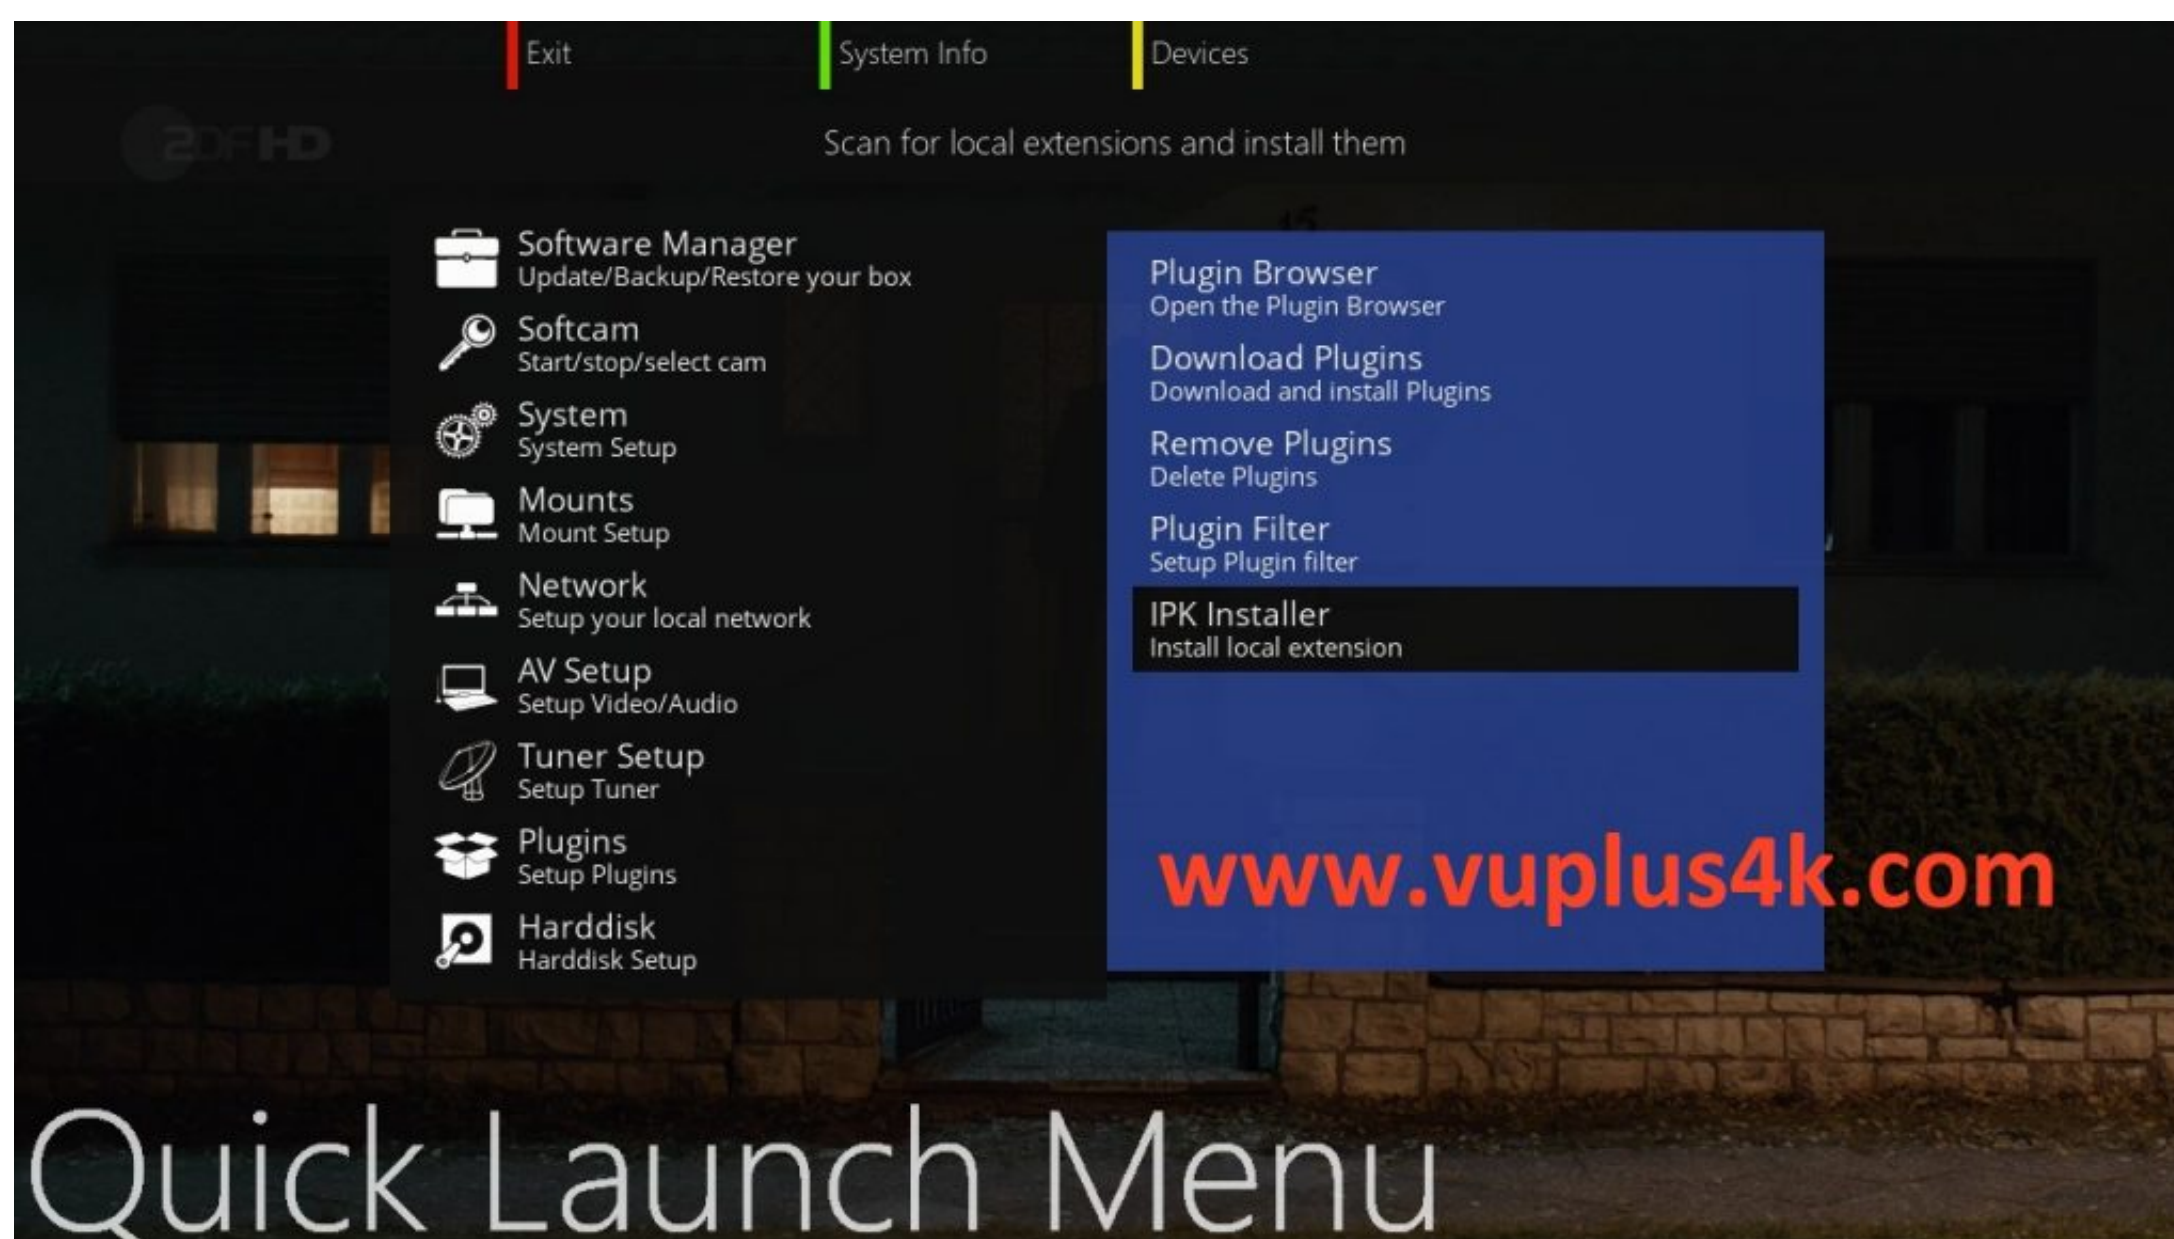 Exit
System Info
Devices
ZDFHD
Scan for local extensions and install them
Software Manager
Update/Backup/Restore your box
Softcam
Start/stop/select cam
System
System Setup
Mounts
Mount Setup
Network
Setup your local network
AV Setup
Setup Video/Audio
Tuner Setup
Setup Tuner
Plugins
Setup Plugins
Harddisk
Harddisk Setup
45
Plugin Browser
Open the Plugin Browser
Download Plugins
Download and install Plugins
Remove Plugins
Delete Plugins
Plugin Filter
Setup Plugin filter
IPK Installer
Install local extension
www.vuplus4k.com
Quick Launch Menu